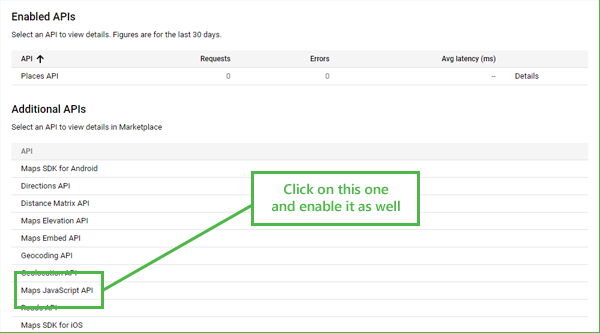 Enabled APIs
Select an API to view details. Figures are for the last 30 days.
API ↑ Requests Errors Avg latency (ms)
Places API 0 0 — Details
Additional APIs
Select an API to view details in Marketplace
API
Maps SDK for Android
Directions API
Distance Matrix API
Maps Elevation API
Maps Embed API
Geocoding API
Geolocation API
Maps JavaScript API
Roads API
Maps SDK for iOS
Click on this one
and enable it as well